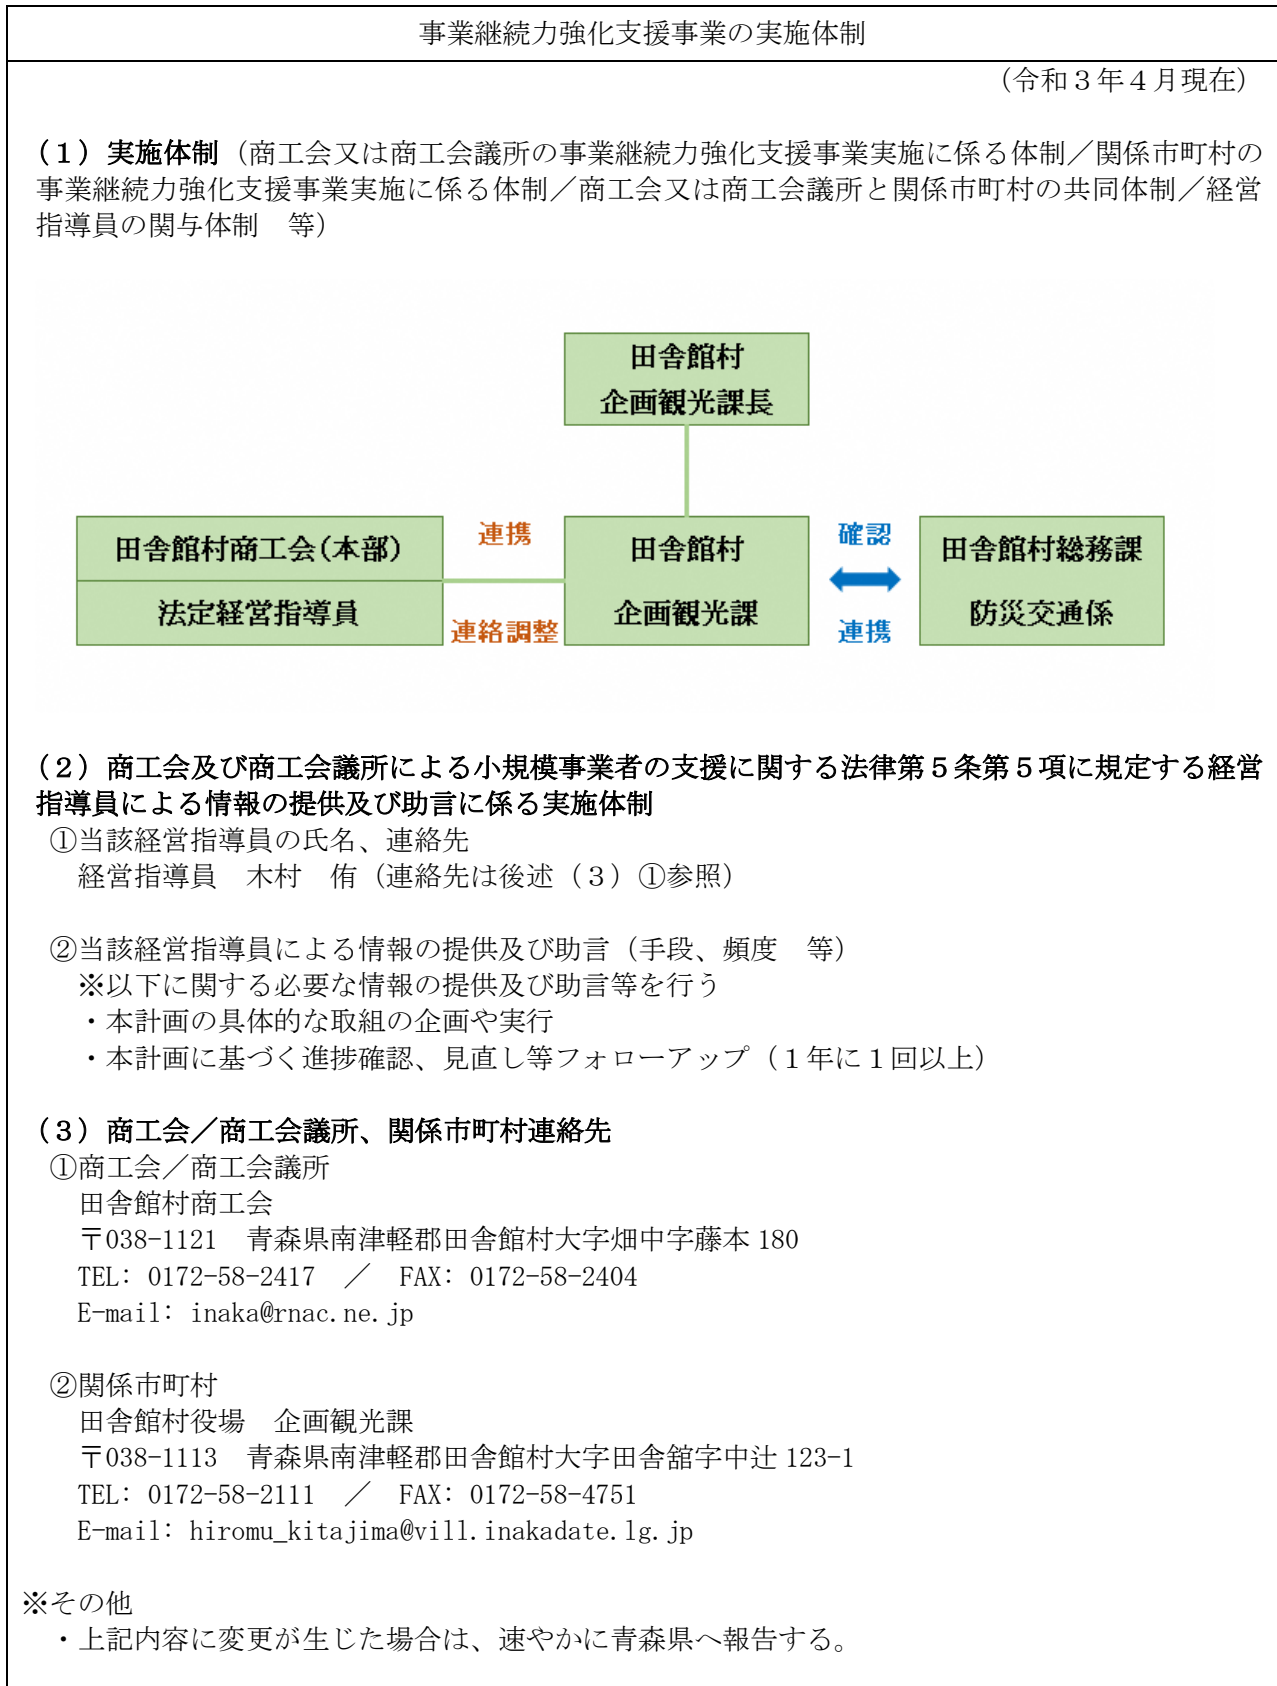 事業継続力強化支援事業の実施体制
(令和3年4月現在)
(1)実施体制(商工会又は商工会議所の事業継続力強化支援事業実施に係る体制/関係市町村の
事業継続力強化支援事業実施に係る体制/商工会又は商工会議所と関係市町村の共同体制/経営
指導員の関与体制 等)
田舎館村
企画観光課長
田舎館村商工会(本部)
法定経営指導員
連携
連絡調整
田舎館村
企画観光課
確認
連携
田舎館村総務課
防災交通係
(2)商工会及び商工会議所による小規模事業者の支援に関する法律第5条第5項に規定する経営
指導員による情報の提供及び助言に係る実施体制
①当該経営指導員の氏名、連絡先
経営指導員 木村 侑(連絡先は後述(3)①参照)
②当該経営指導員による情報の提供及び助言(手段、頻度 等)
※以下に関する必要な情報の提供及び助言等を行う
・本計画の具体的な取組の企画や実行
・本計画に基づく進捗確認、見直し等フォローアップ(1年に1回以上)
(3)商工会/商工会議所、関係市町村連絡先
①商工会/商工会議所
田舎館村商工会
〒038-1121 青森県南津軽郡田舎館村大字畑中字藤本 180
TEL: 0172-58-2417 / FAX: 0172-58-2404
E-mail: inaka@rnac.ne.jp
②関係市町村
田舎館村役場 企画観光課
〒038-1113 青森県南津軽郡田舎館村大字田舎舘字中辻 123-1
TEL: 0172-58-2111 / FAX: 0172-58-4751
E-mail: hiromu_kitajima@vill.inakadate.lg.jp
※その他
・上記内容に変更が生じた場合は、速やかに青森県へ報告する。